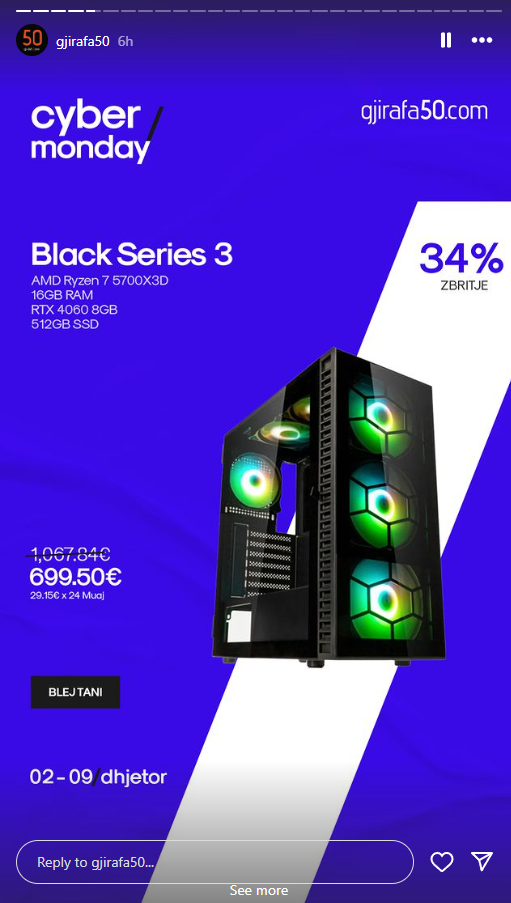 50
gjirafa50 6h
cyber
monday
gjirafa50.com
Black Series 3
AMD Ryzen 7 5700X3D
16GB RAM
RTX 4060 8GB
512GB SSD
34%
ZBRITJE
1,067.84€
699.50€
29.15€ x 24 Muaj
BLEJ TANI
02 - 09/dhjetor
Reply to gjirafa50...
See more